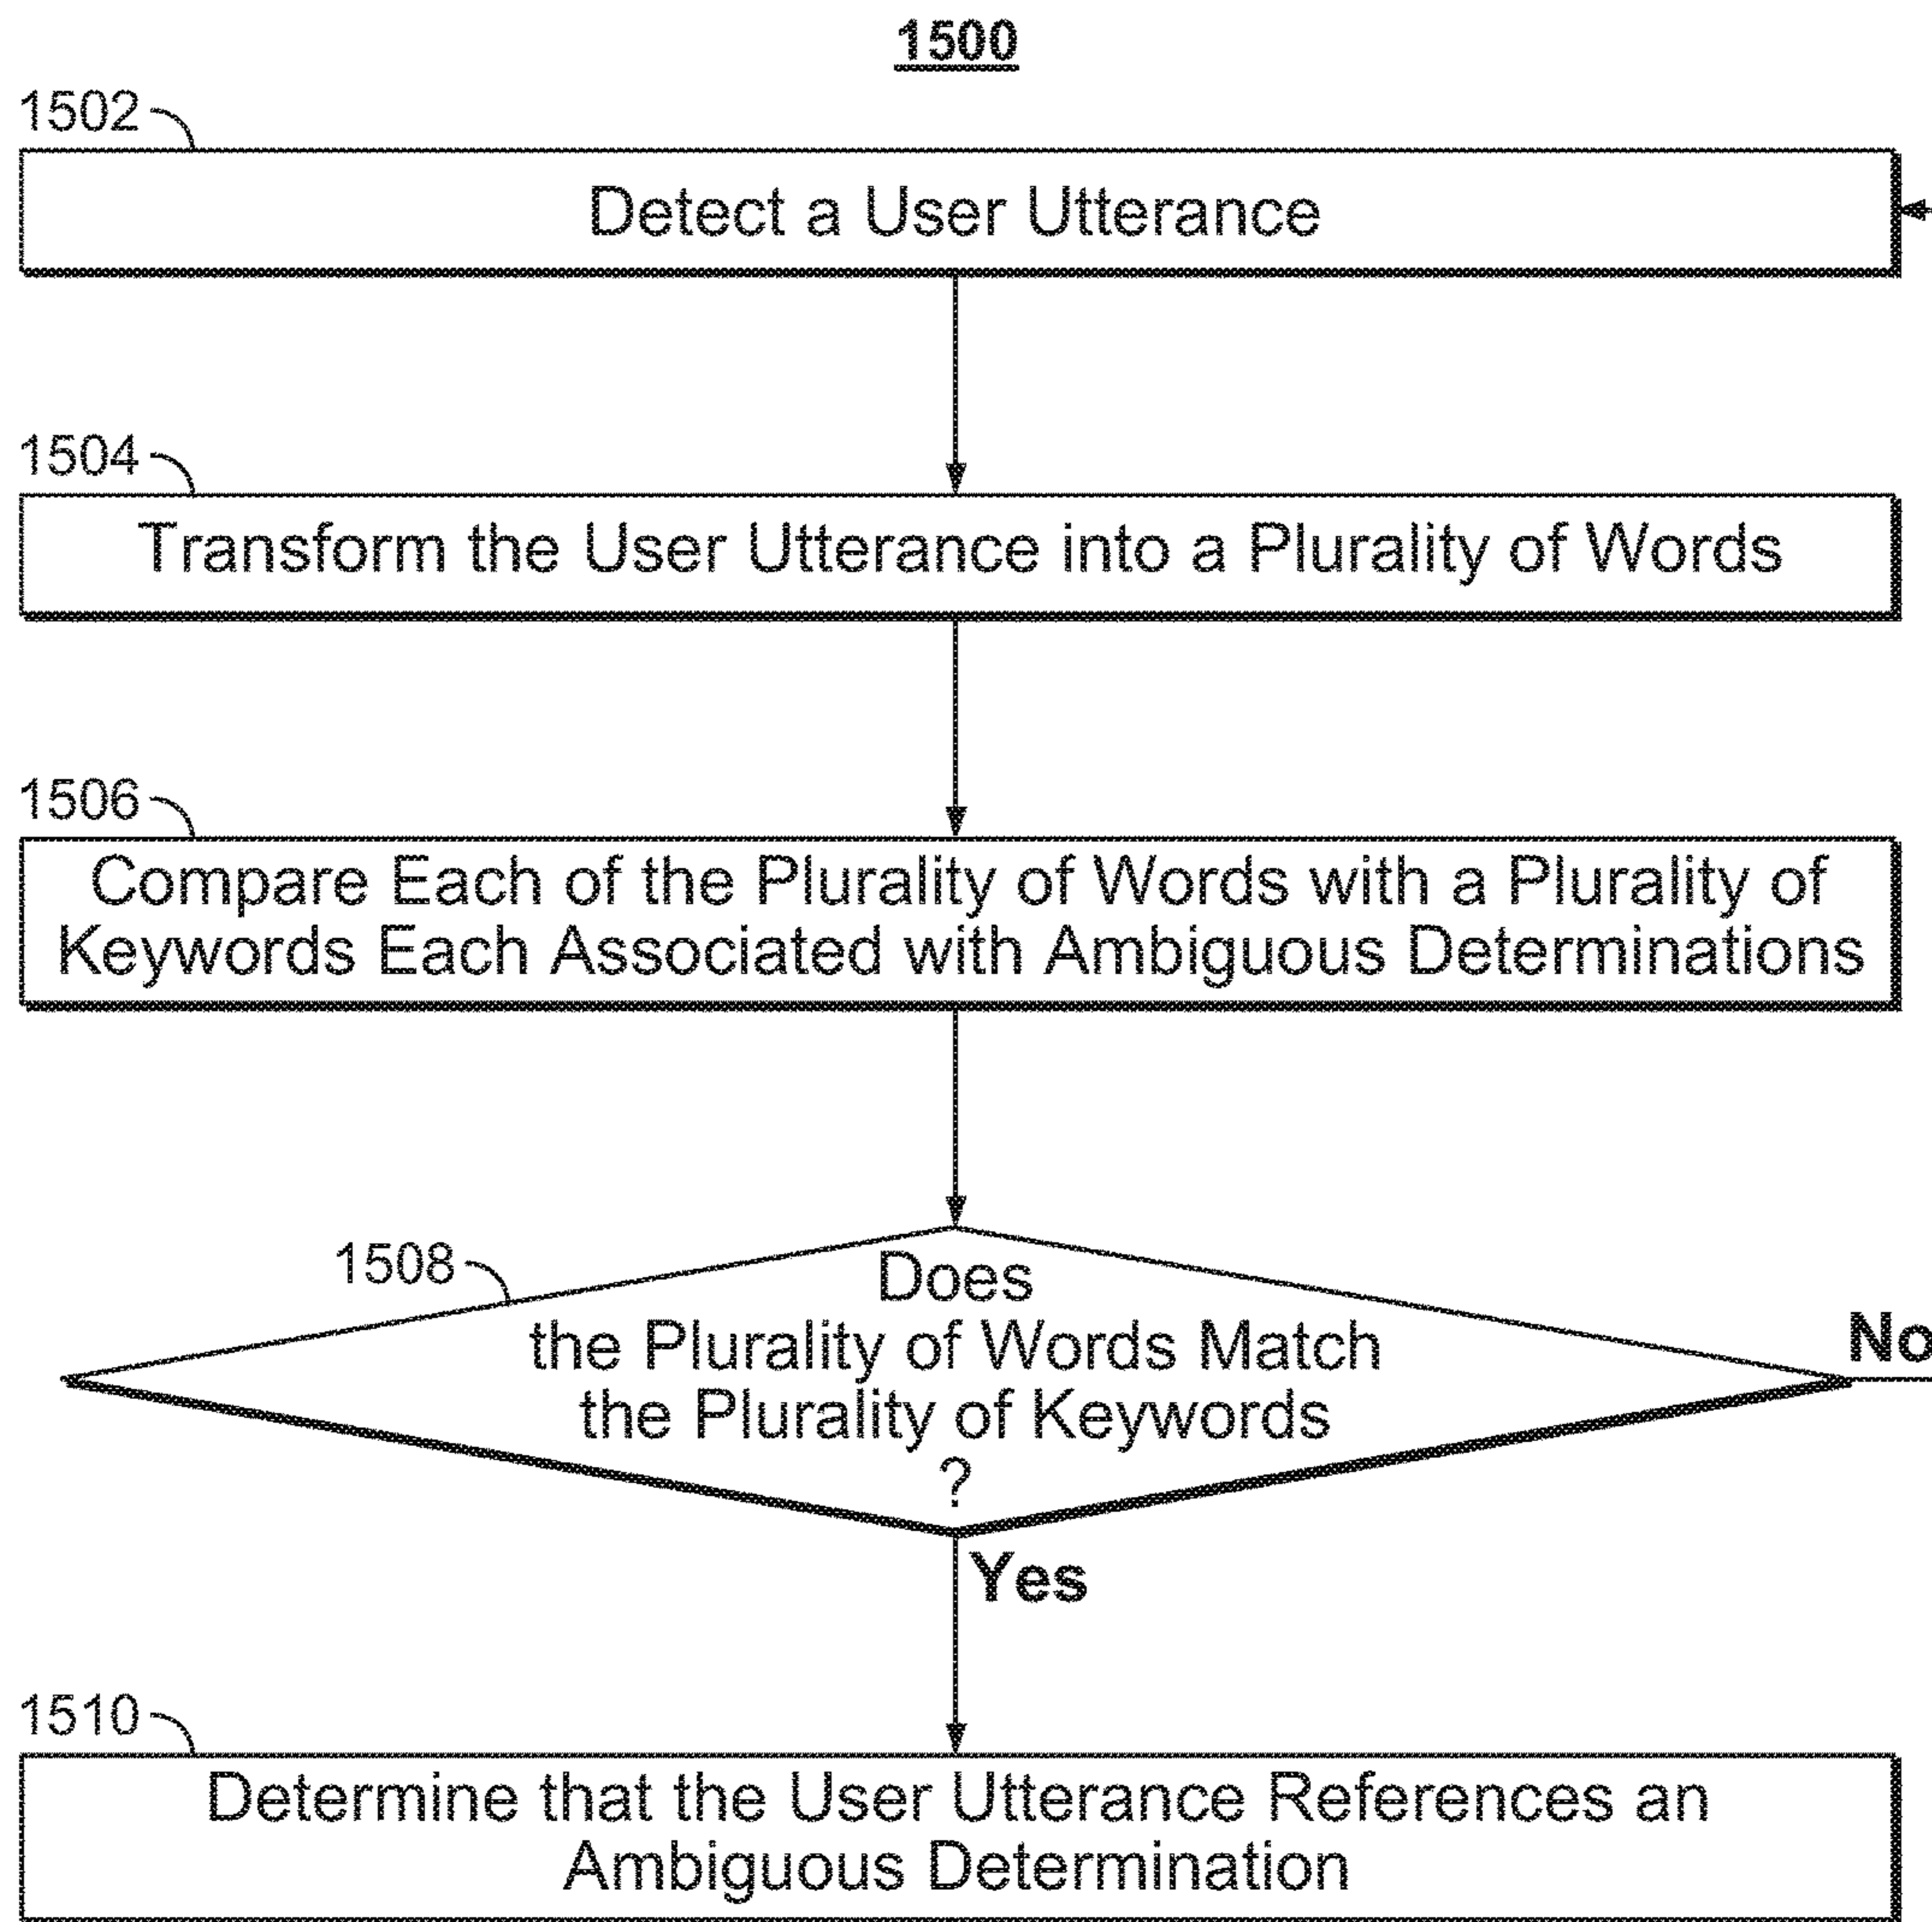 1500
1502
Detect a User Utterance
1504
Transform the User Utterance into a Plurality of Words
1506
Compare Each of the Plurality of Words with a Plurality of
Keywords Each Associated with Ambiguous Determinations
1508
Does
the Plurality of Words Match
the Plurality of Keywords
?
No
Yes
1510
Determine that the User Utterance References an
Ambiguous Determination